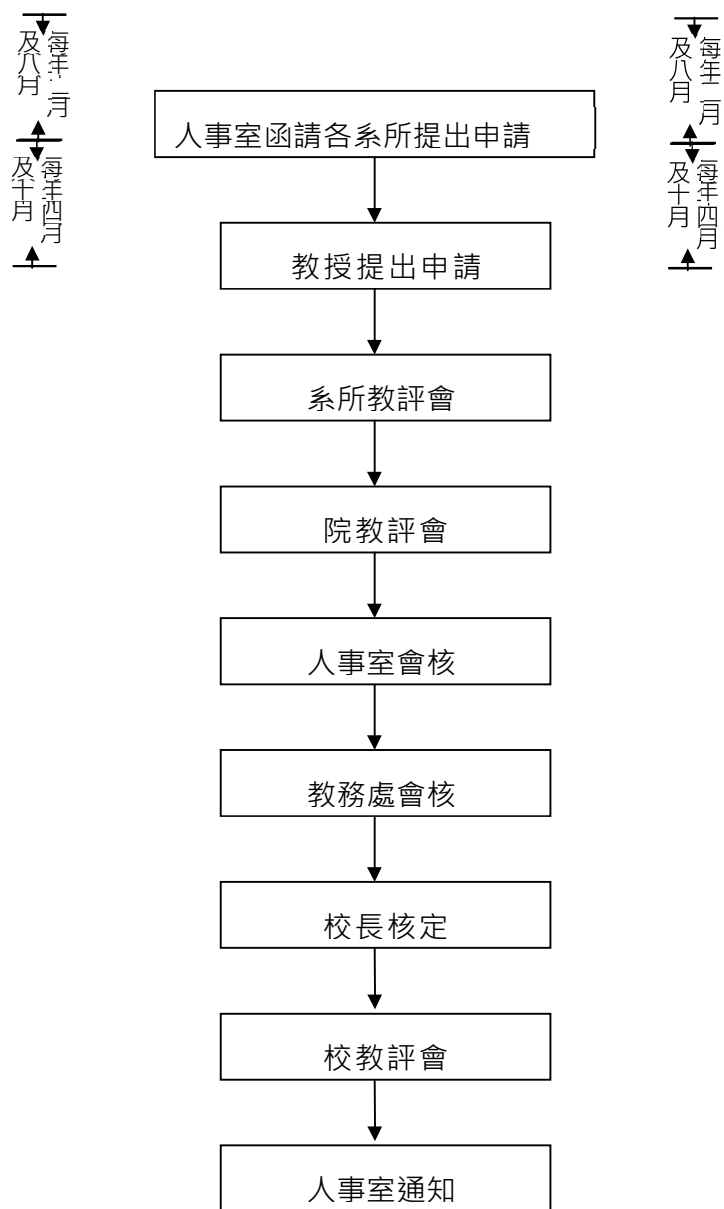 每年二月
及八月
每年四月
及十月
每年二月
及八月
每年四月
及十月
人事室函請各系所提出申請
教授提出申請
系所教評會
院教評會
人事室會核
教務處會核
校長核定
校教評會
人事室通知